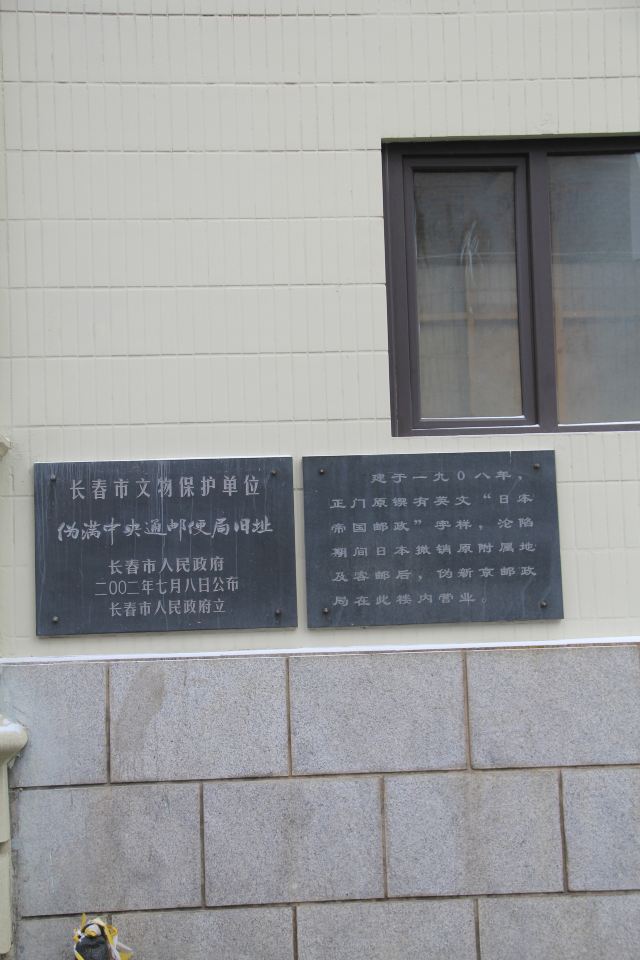 长春市文物保护单位
伪满中央通邮便局旧址
长春市人民政府
二〇〇二年七月八日公布
长春市人民政府立
建于一九〇八年，
正门原镌有英文“日本
帝国邮政”字样，沦陷
期间日本撤销原附属地
及客邮后，伪新京邮政
局在此楼内营业。